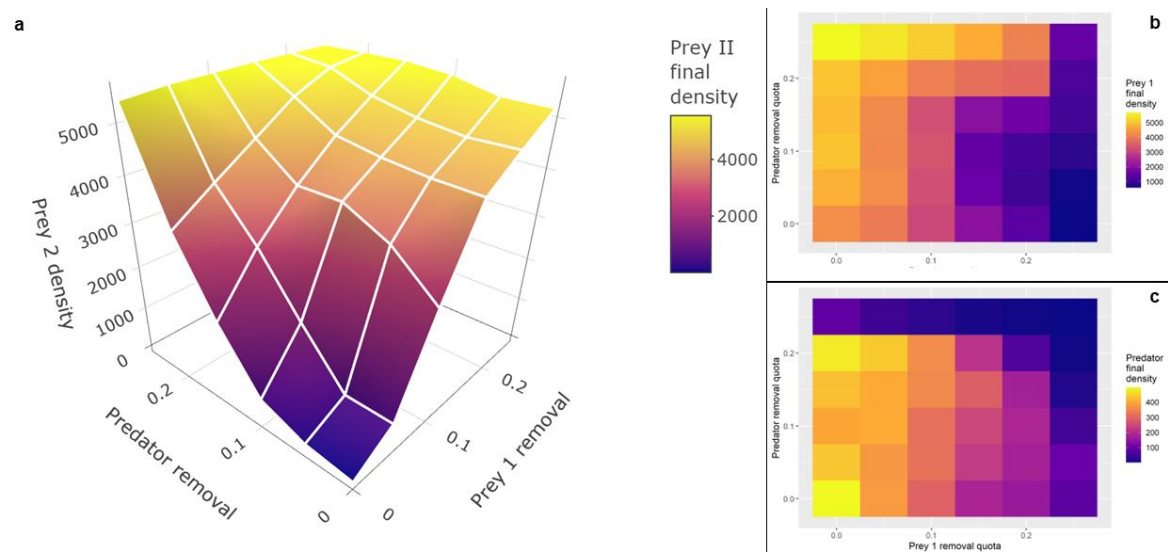 a
Prey 2 density
5000
4000
3000
2000
1000
0
Predator removal
0.2
0.1
0
Prey 1 removal
0
0.1
0.2
Prey II
final
density
4000
2000
b
Predator removal quota
0.2
0.1
0.0
0.0
0.1
0.2
Prey 1
final
density
5000
4000
3000
2000
1000
c
Predator removal quota
0.2
0.1
0.0
0.0
0.1
0.2
Prey 1 removal quota
Predator
final
density
400
300
200
100